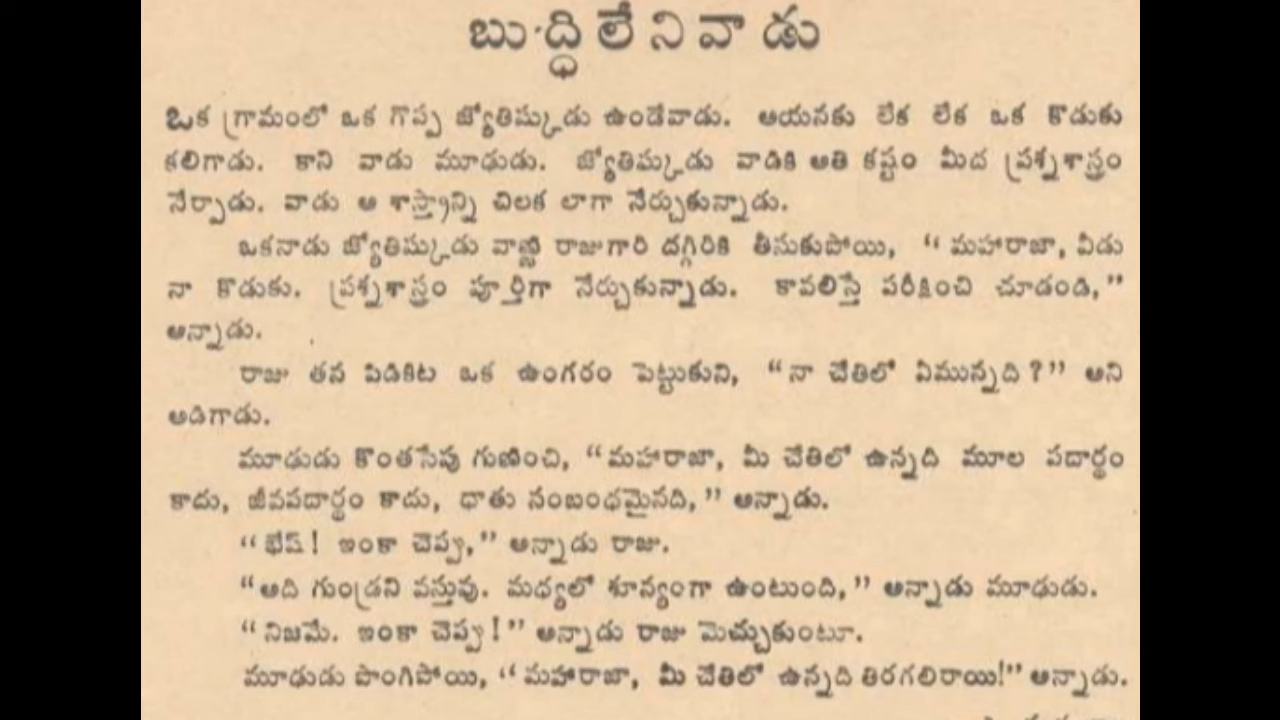 బుద్ధిలేనివాడు
ఒక గ్రామంలో ఒక గొప్ప జ్యోతిష్కుడు ఉండేవాడు. ఆయనకు లేక లేక ఒక కొడుకు
కలిగాడు. కాని వాడు మూఢుడు. జ్యోతిష్కుడు వాడికి అతి కష్టం మీద ప్రశ్నశాస్త్రం
నేర్పాడు. వాడు ఆ శాస్త్రాన్ని చిలక లాగా నేర్చుకున్నాడు.
ఒకనాడు జ్యోతిష్కుడు వాణ్ణి రాజుగారి దగ్గిరికి తీసుకుపోయి, “ మహారాజా, వీడు
నా కొడుకు. ప్రశ్నశాస్త్రం పూర్తిగా నేర్చుకున్నాడు. కావలిస్తే పరీక్షించి చూడండి,”
అన్నాడు.
రాజు తన పిడికిట ఒక ఉంగరం పెట్టుకుని, “నా చేతిలో ఏమున్నది?” అని
అడిగాడు.
మూఢుడు కొంతసేపు గుణించి, “మహారాజా, మీ చేతిలో ఉన్నది మూల పదార్థం
కాదు, జీవపదార్థం కాదు, ధాతు సంబంధమైనది,” అన్నాడు.
“భేష్! ఇంకా చెప్పు,” అన్నాడు రాజు.
“అది గుండ్రని వస్తువు. మధ్యలో శూన్యంగా ఉంటుంది,” అన్నాడు మూఢుడు.
“నిజమే. ఇంకా చెప్పు!” అన్నాడు రాజు మెచ్చుకుంటూ.
మూఢుడు పొంగిపోయి, “మహారాజా, మీ చేతిలో ఉన్నది తిరగలిరాయి!” అన్నాడు.